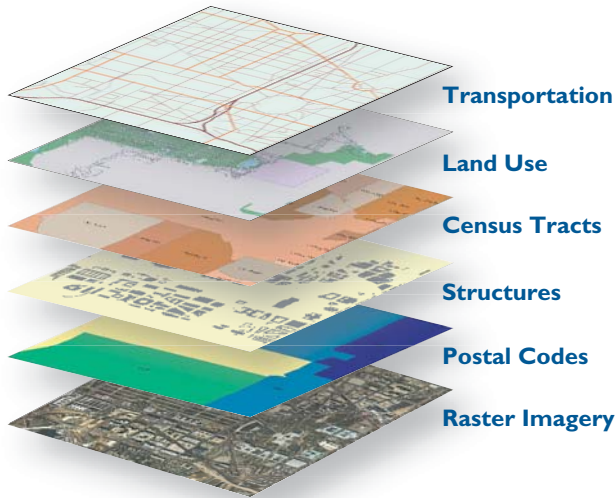 Transportation
Land Use
Census Tracts
Structures
Postal Codes
Raster Imagery